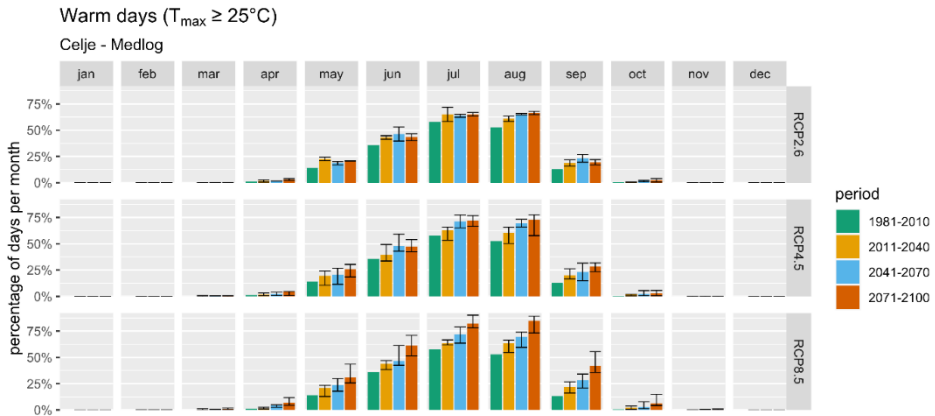 Warm days (Tmax ≥ 25°C)
Celje - Medlog
jan feb mar apr may jun jul aug sep oct nov dec
percentage of days per month
75%
50%
25%
0%
RCP2.6
75%
50%
25%
0%
RCP4.5
75%
50%
25%
0%
RCP8.5
period
1981-2010
2011-2040
2041-2070
2071-2100